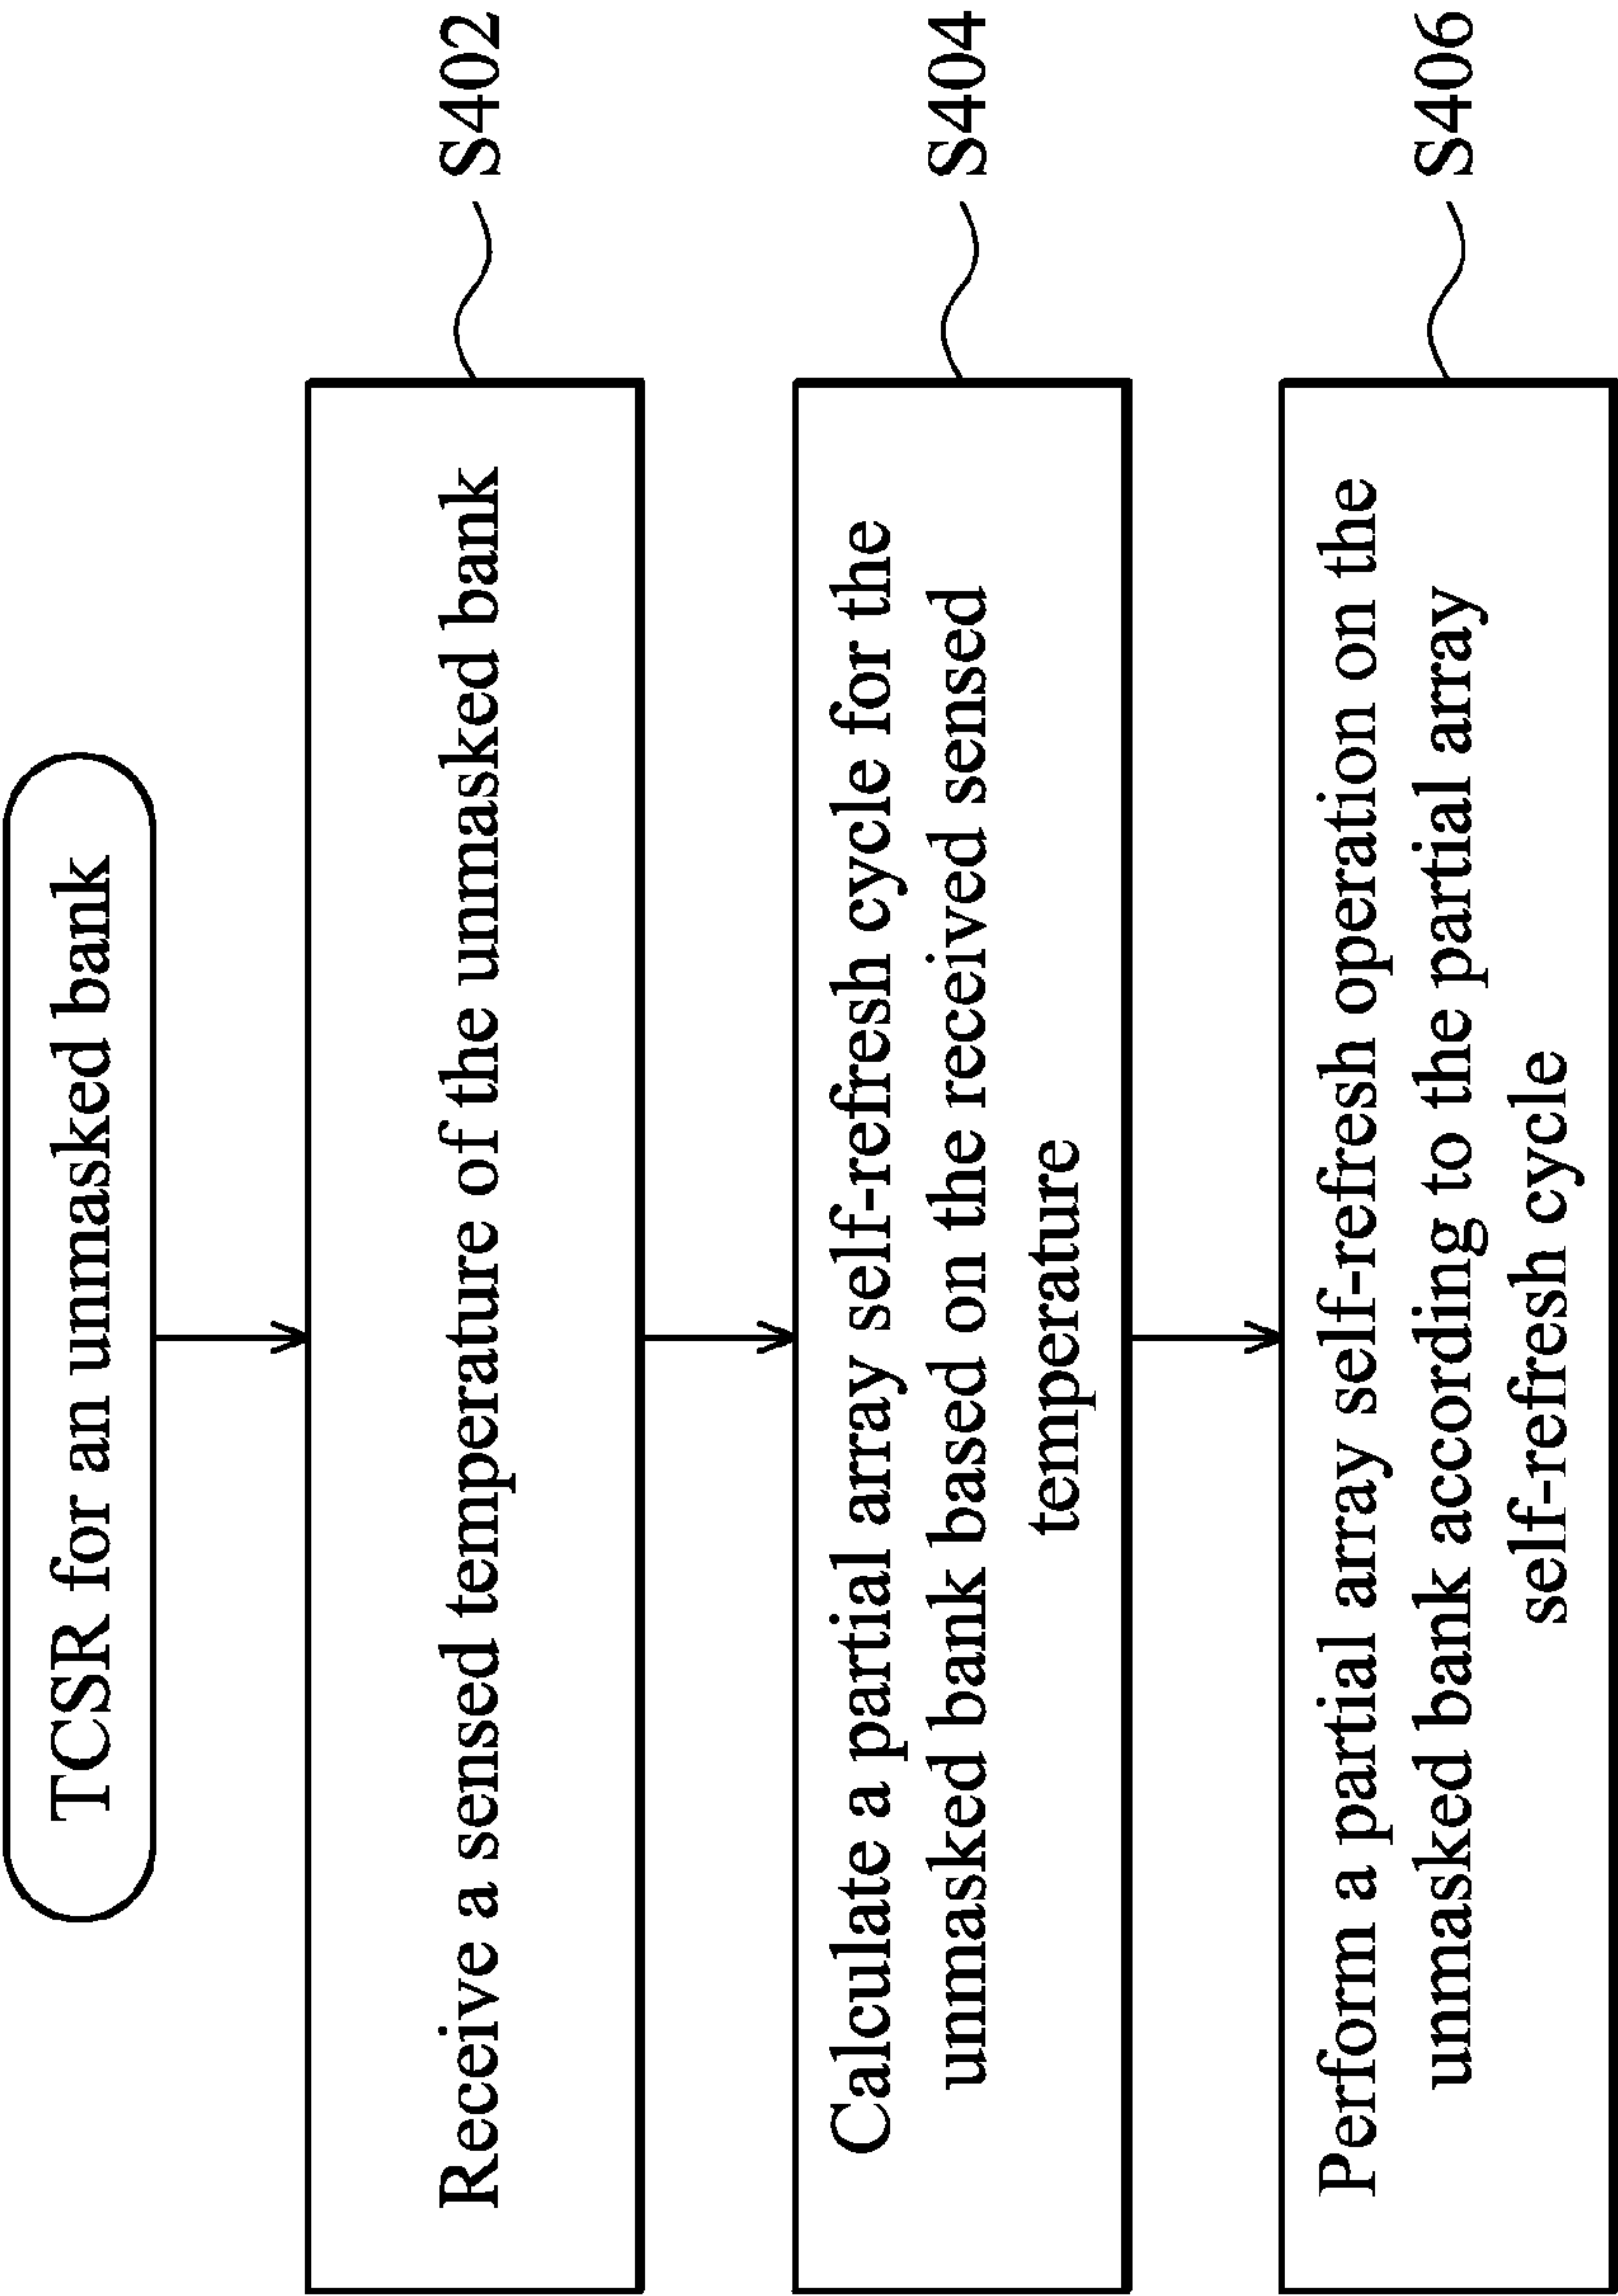 TCSR for an unmasked bank
Receive a sensed temperature of the unmasked bank
S402
Calculate a partial array self-refresh cycle for the
unmasked bank based on the received sensed
temperature
S404
Perform a partial array self-refresh operation on the
unmasked bank according to the partial array
self-refresh cycle
S406